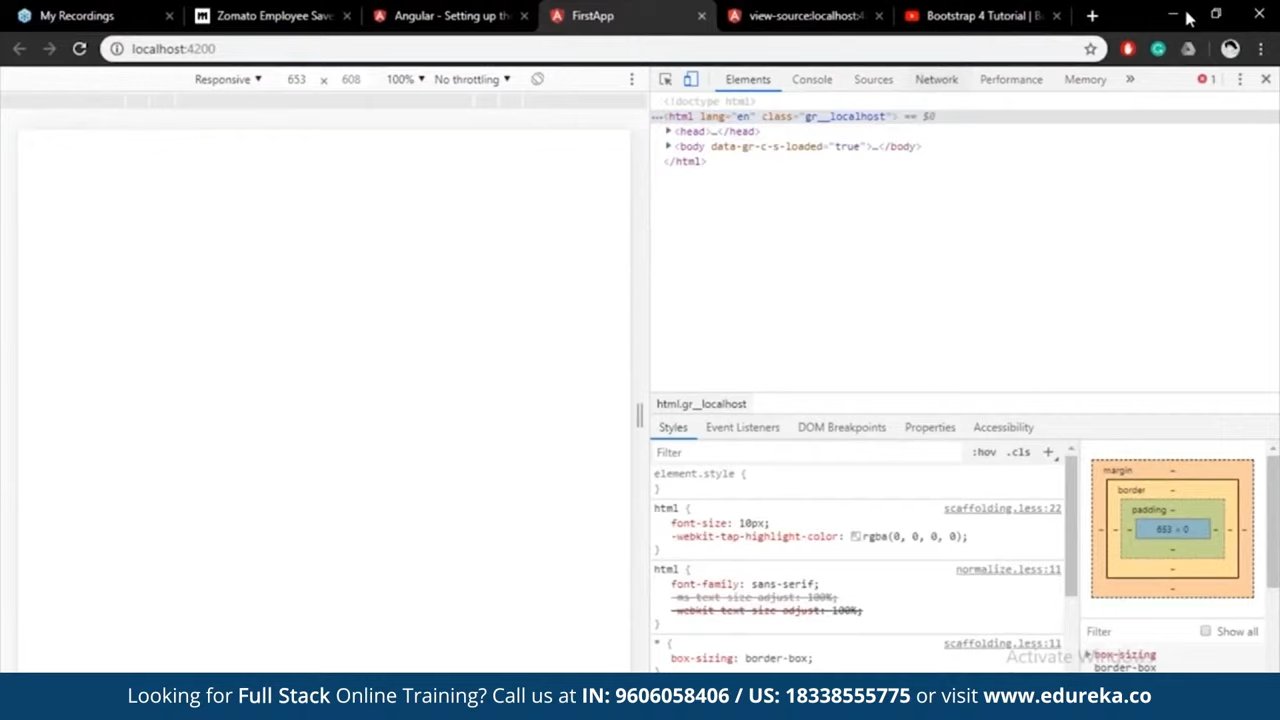 My Recordings
Zomato Employee Save
Angular - Setting up th
FirstApp
view-source:localhost:4
Bootstrap 4 Tutorial | B
localhost:4200
Responsive
653 x 608
100%
No throttling
Elements
Console
Sources
Network
Performance
Memory
1
<!doctype html>
…<html lang="en" class="gr__localhost"> == $0
<head>…</head>
<body data-gr-c-s-loaded="true">…</body>
</html>
html.gr__localhost
Styles
Event Listeners
DOM Breakpoints
Properties
Accessibility
Filter
:hov
.cls
element.style {
}
html {
scaffolding.less:22
font-size: 10px;
-webkit-tap-highlight-color: rgba(0, 0, 0, 0);
}
html {
normalize.less:11
font-family: sans-serif;
-ms-text-size-adjust: 100%;
-webkit-text-size-adjust: 100%;
}
* {
scaffolding.less:11
box-sizing: border-box;
margin
-
border
-
padding -
653 × 0
Filter
Show all
box-sizing
border-box
Activate Windows
Looking for Full Stack Online Training? Call us at IN: 9606058406 / US: 18338555775 or visit www.edureka.co